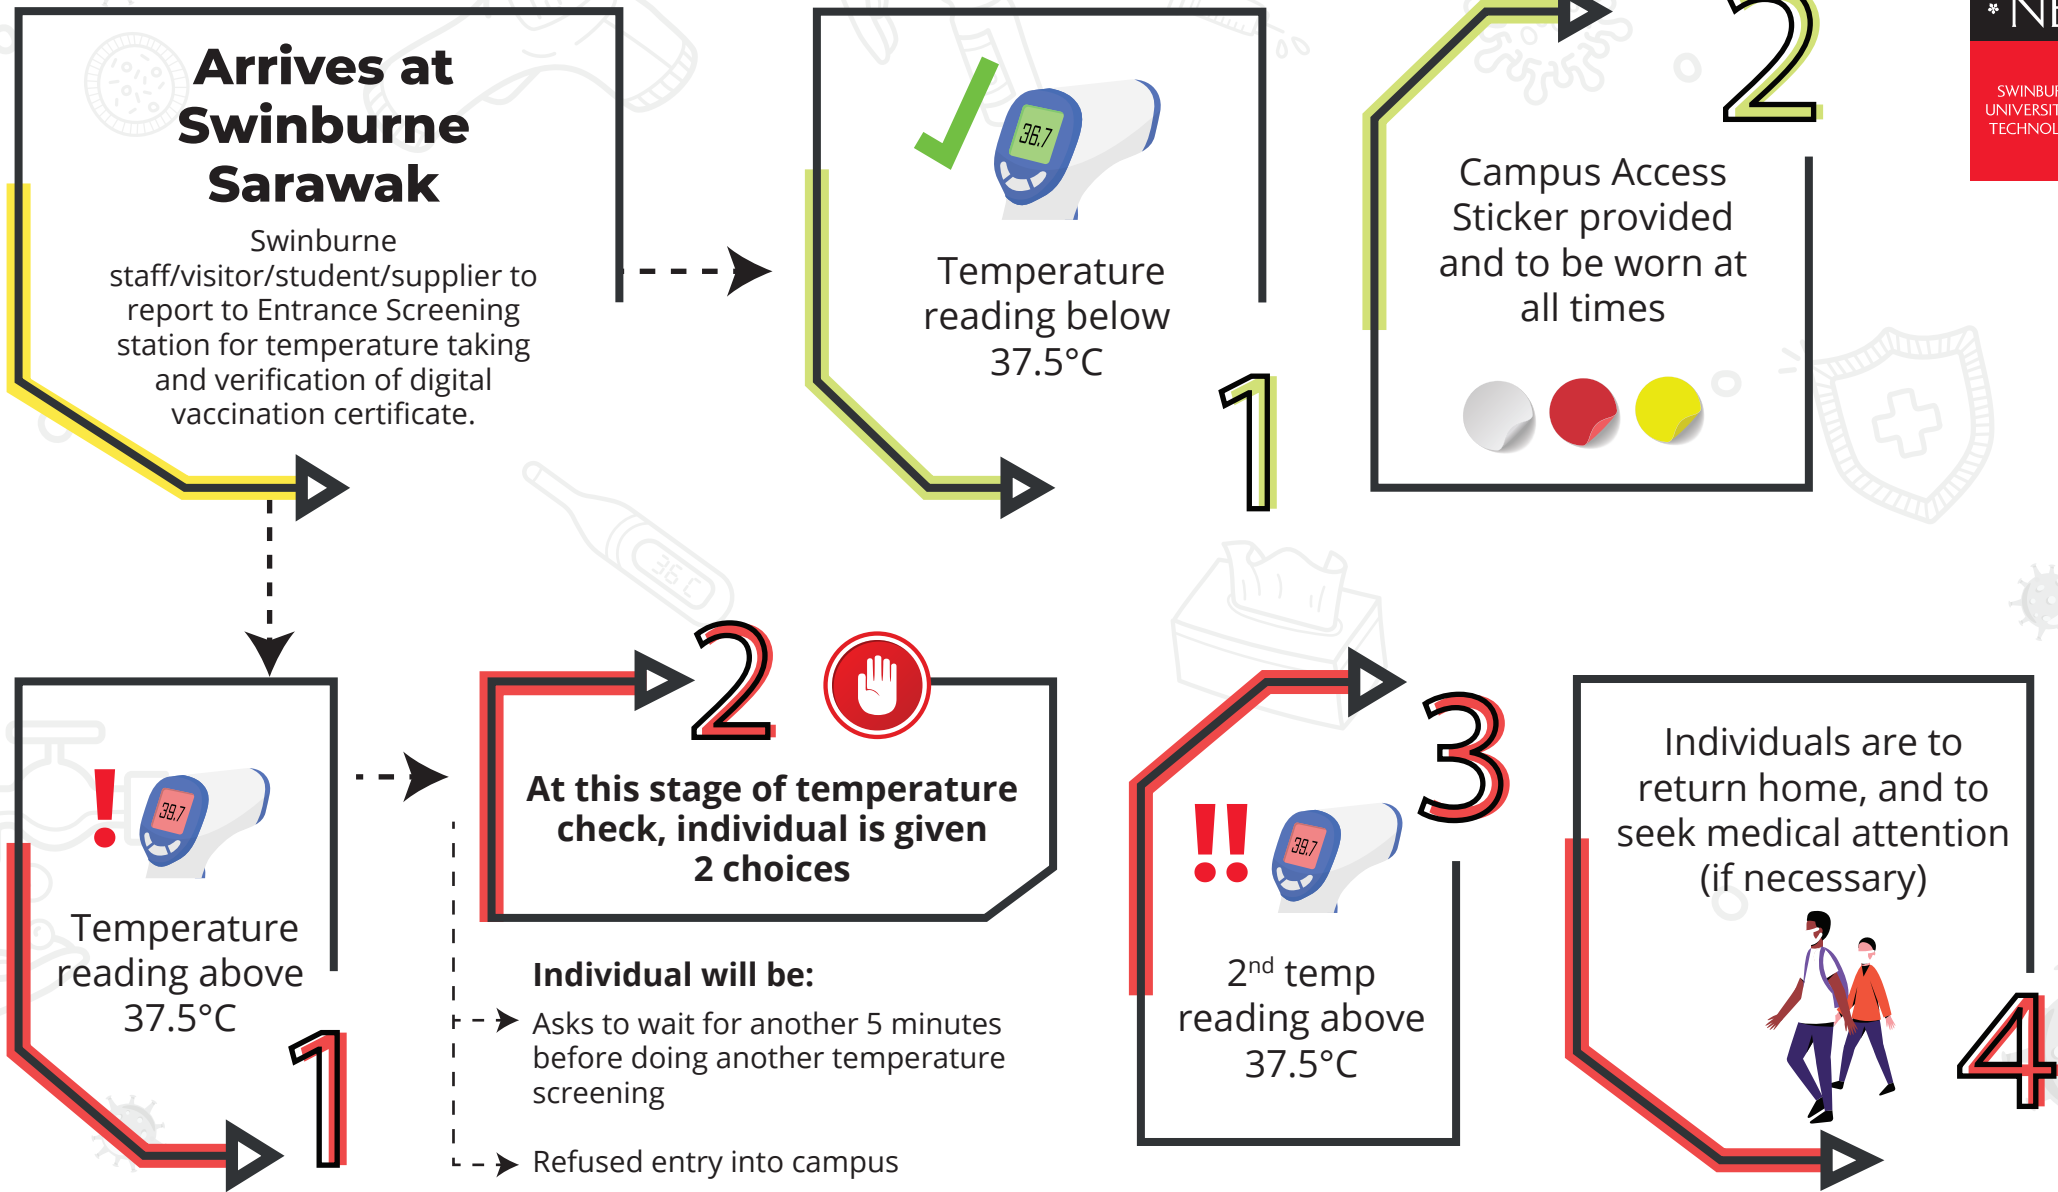 Arrives at
Swinburne
Sarawak
Swinburne
staff/visitor/student/supplier to
report to Entrance Screening
station for temperature taking
and verification of digital
vaccination certificate.
36.7
Temperature
reading below
37.5°C
1
2
Campus Access
Sticker provided
and to be worn at
all times
36 C
!
39.7
Temperature
reading above
37.5°C
1
2
At this stage of temperature
check, individual is given
2 choices
Individual will be:
Asks to wait for another 5 minutes
before doing another temperature
screening
Refused entry into campus
3
!!
39.7
2nd temp
reading above
37.5°C
Individuals are to
return home, and to
seek medical attention
(if necessary)
4